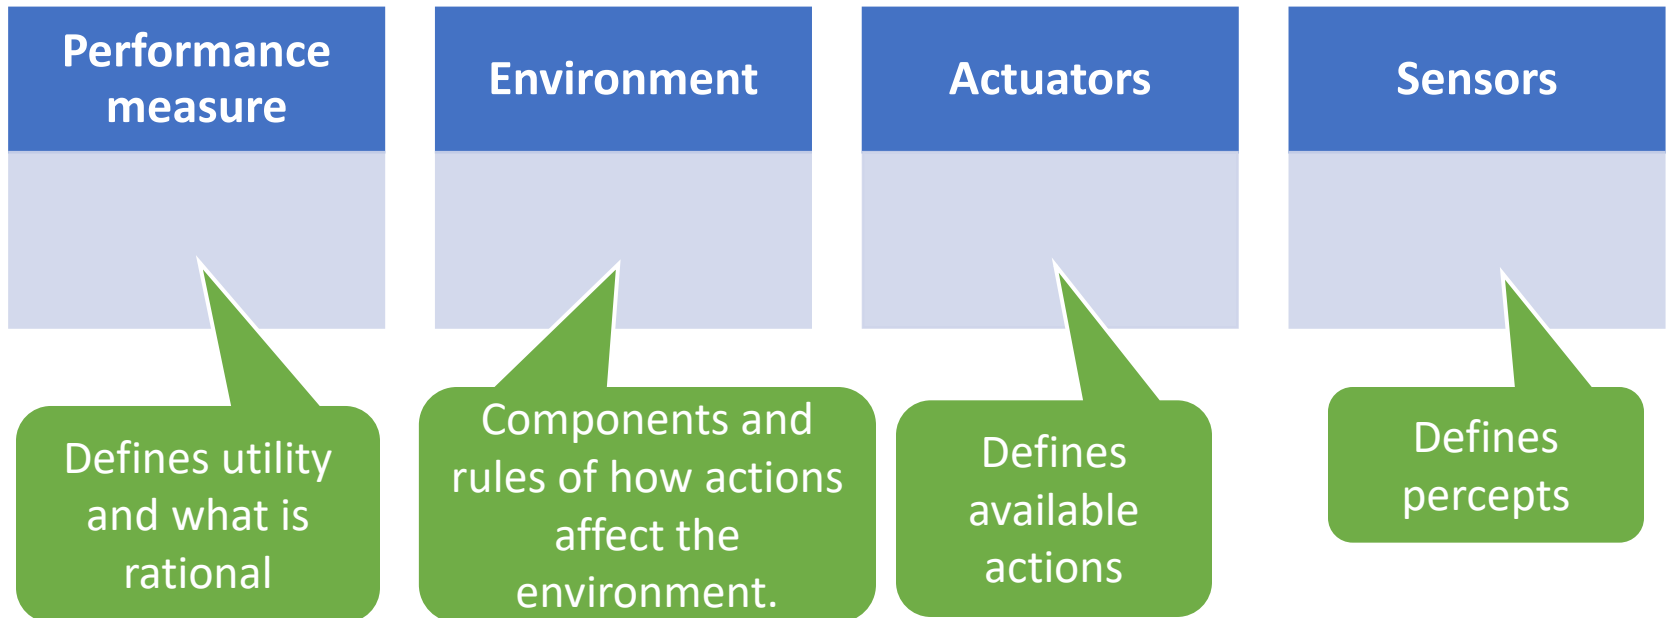 Performance
measure
Environment
Actuators
Sensors
Defines utility
and what is
rational
Components and
rules of how actions
affect the
environment.
Defines
available
actions
Defines
percepts